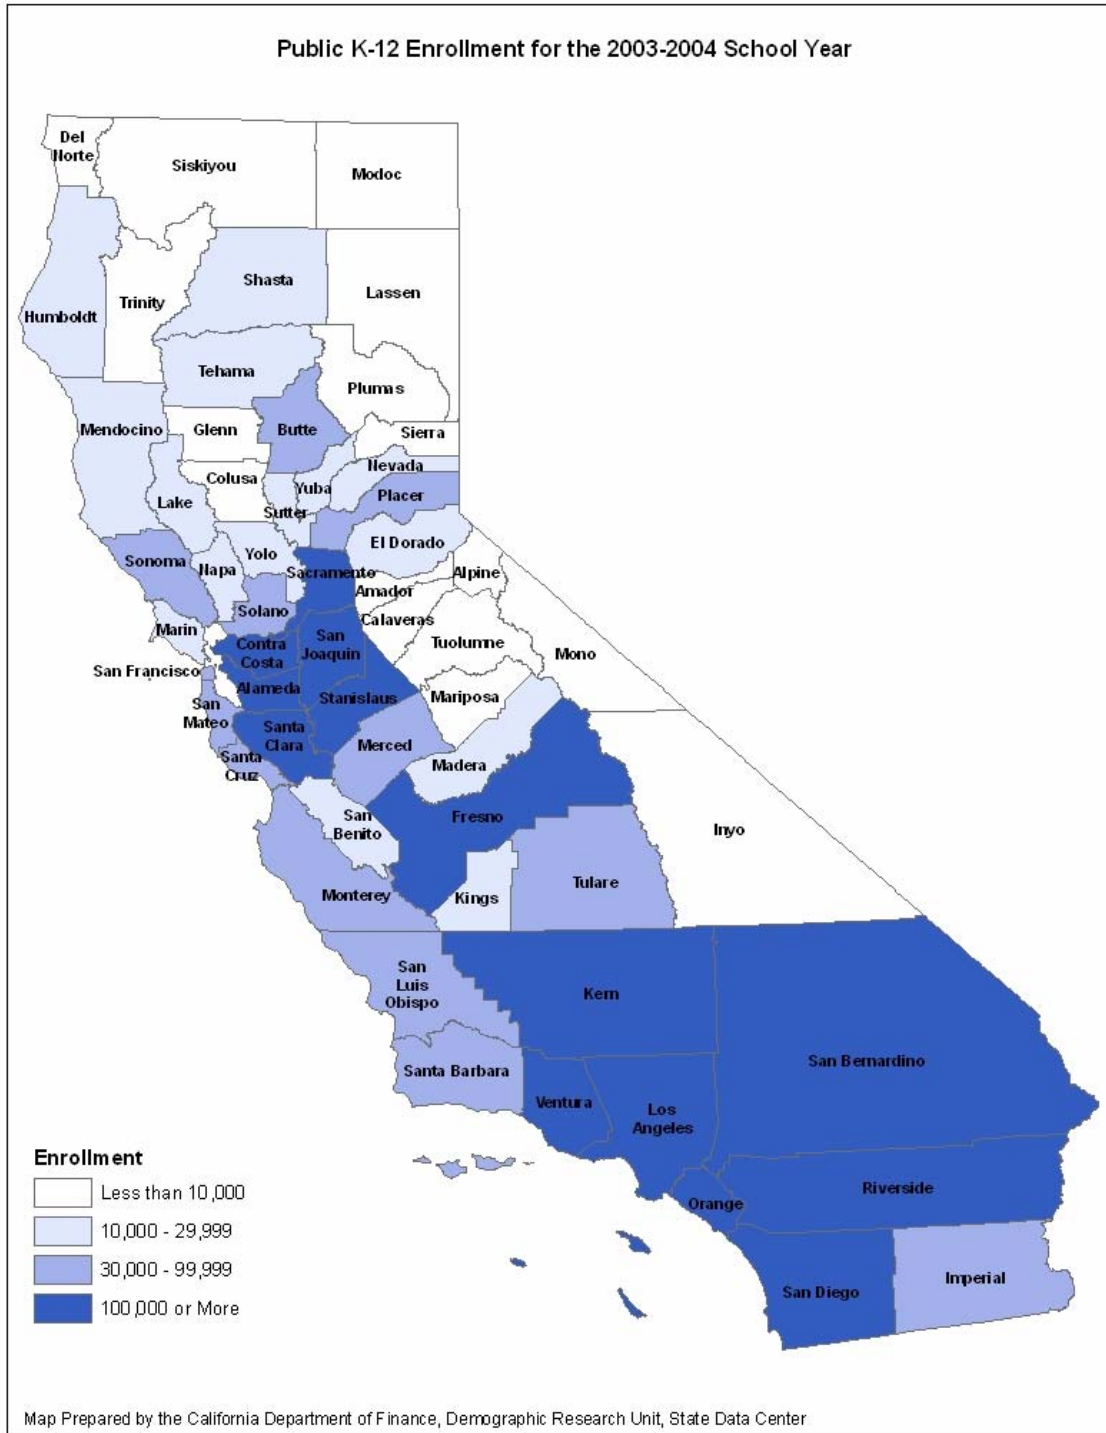 Public K-12 Enrollment for the 2003-2004 School Year
Del
Norte
Siskiyou
Modoc
Shasta
Lassen
Trinity
Humboldt
Tehama
Plumas
Mendocino
Glenn
Butte
Sierra
Nevada
Colusa
Yuba
Placer
Lake
Sutter
El Dorado
Yolo
Sonoma
Napa
Sacramento
Alpine
Amador
Solano
Calaveras
Marin
Contra
Costa
San
Joaquin
Tuolumne
Mono
San Francisco
Alameda
Stanislaus
Mariposa
San
Mateo
Santa
Clara
Merced
Santa
Cruz
Madera
San
Benito
Fresno
Inyo
Tulare
Monterey
Kings
San
Luis
Obispo
Kern
San Bernardino
Santa Barbara
Ventura
Los
Angeles
Riverside
Orange
Imperial
San Diego
Enrollment
Less than 10,000
10,000 - 29,999
30,000 - 99,999
100,000 or More
Map Prepared by the California Department of Finance, Demographic Research Unit, State Data Center